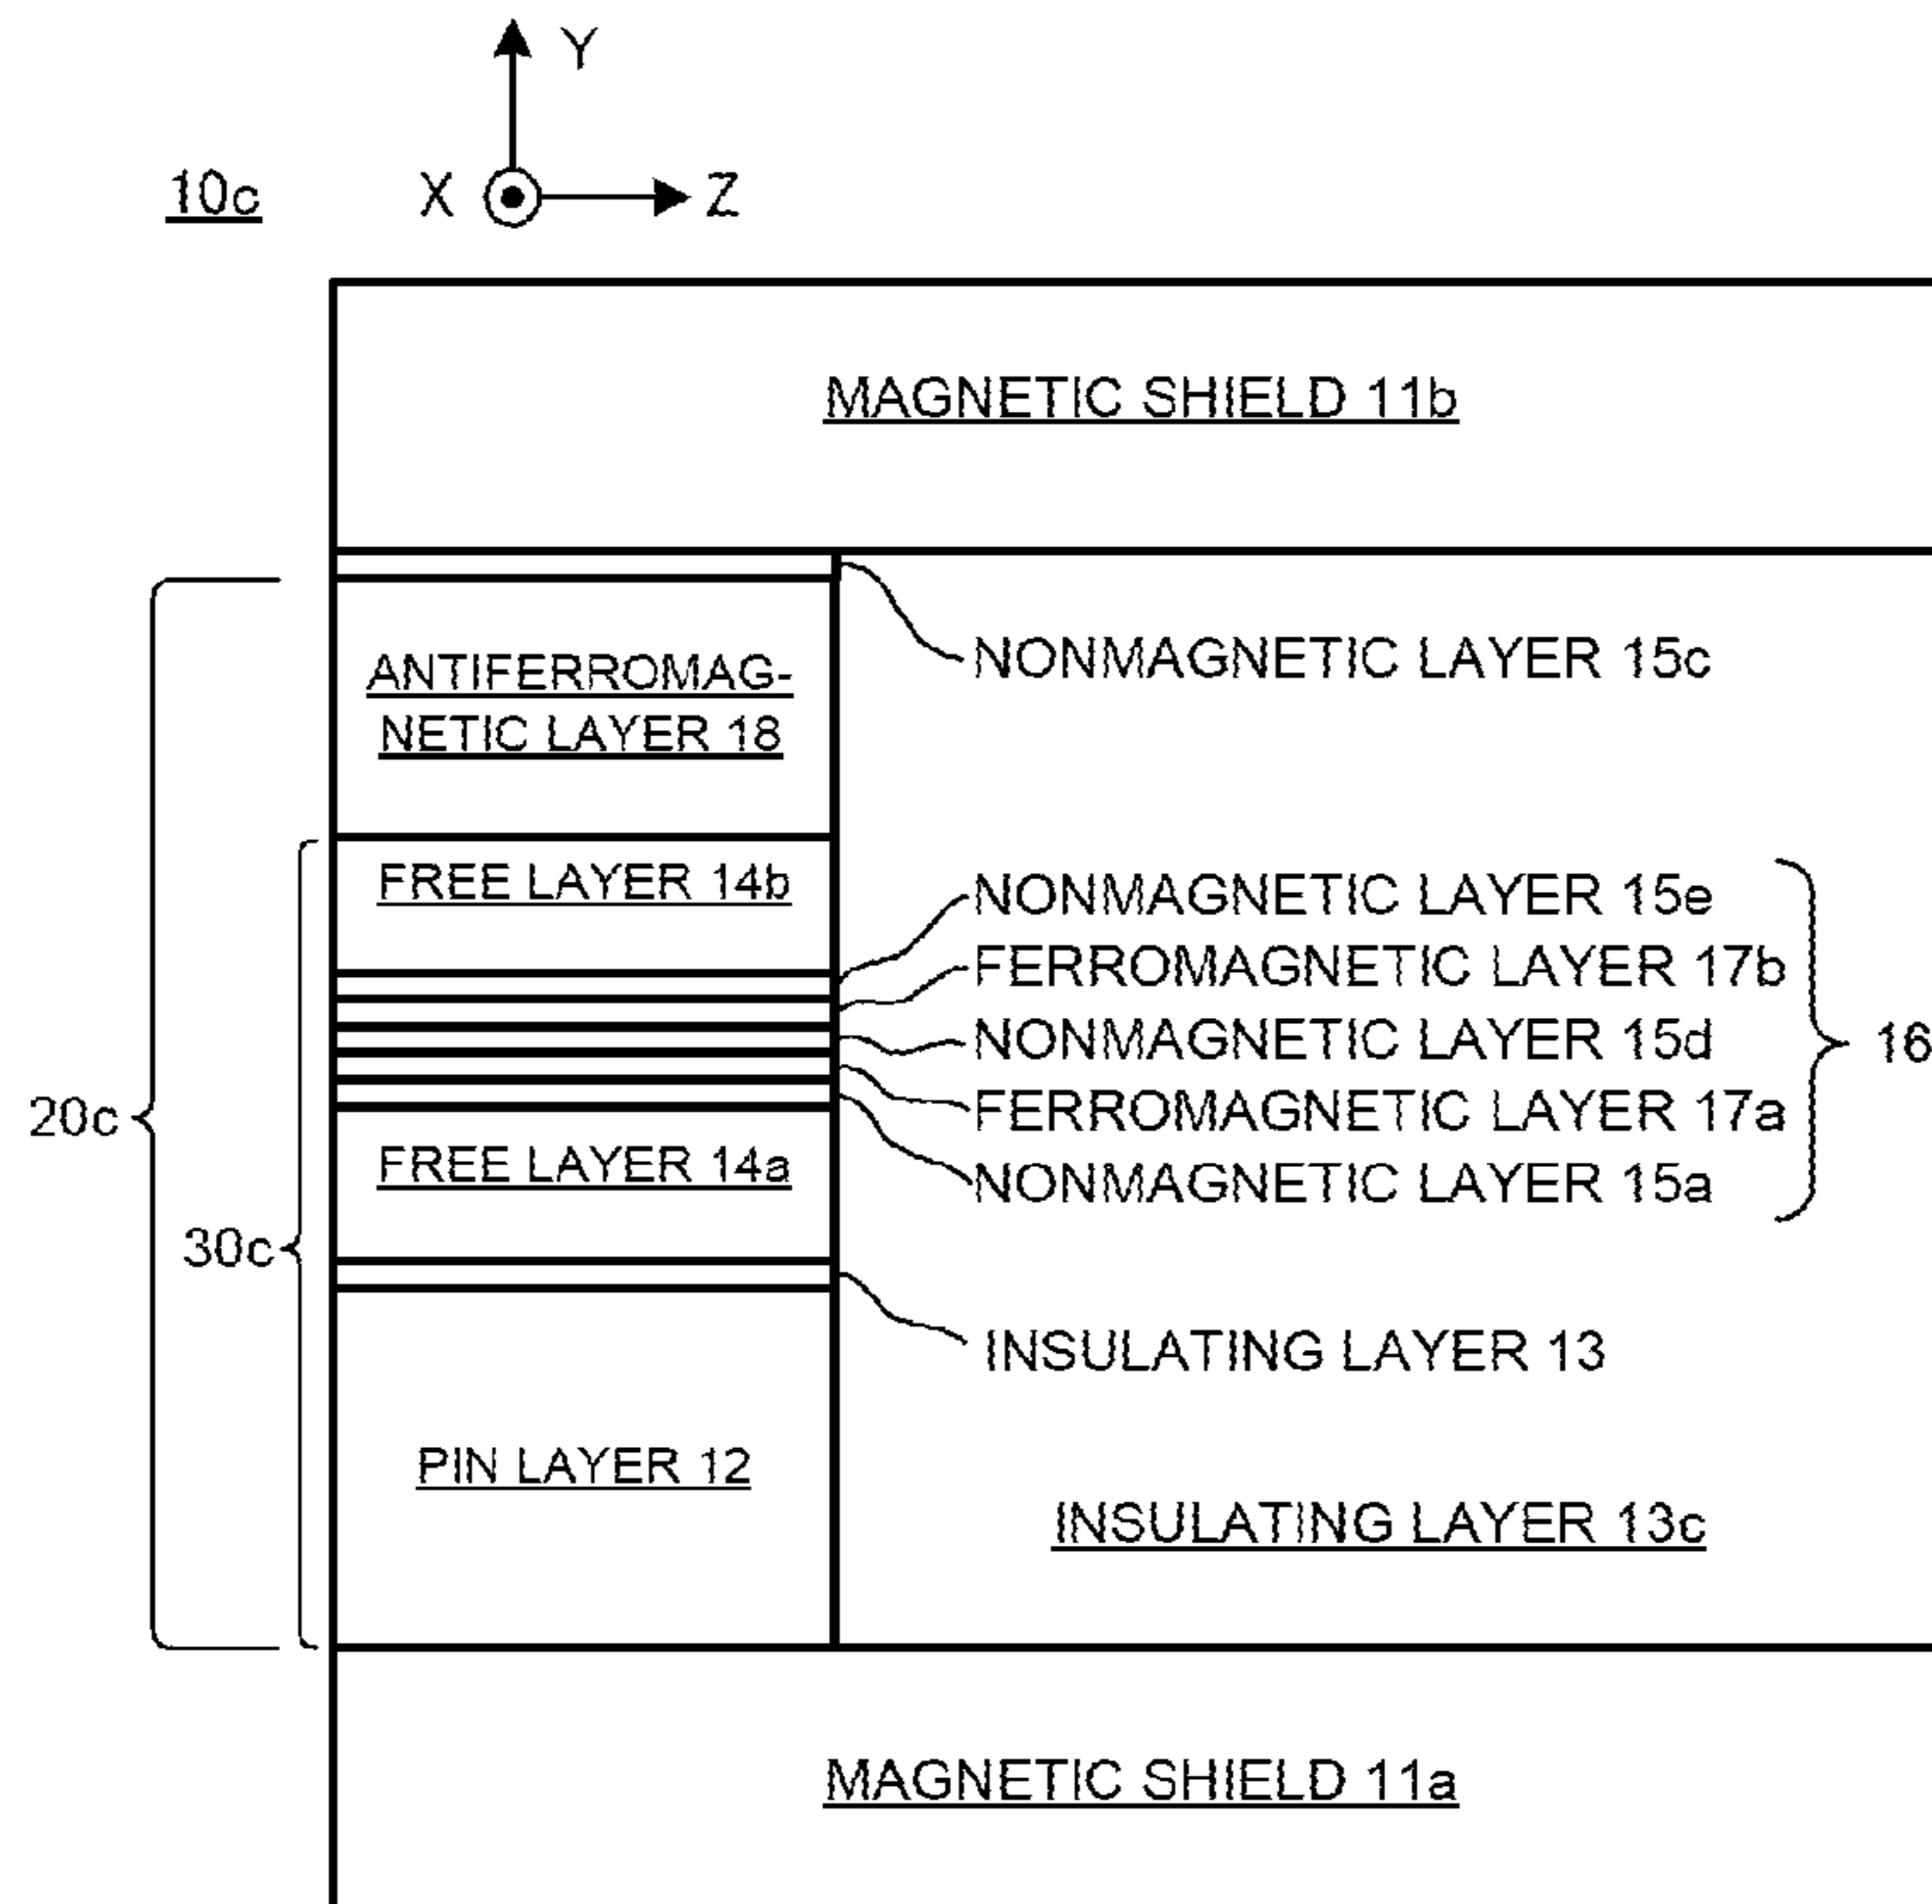 Y
10c
X
Z
MAGNETIC SHIELD 11b
NONMAGNETIC LAYER 15c
ANTIFERROMAG-
NETIC LAYER 18
FREE LAYER 14b
NONMAGNETIC LAYER 15e
FERROMAGNETIC LAYER 17b
NONMAGNETIC LAYER 15d
FERROMAGNETIC LAYER 17a
NONMAGNETIC LAYER 15a
16
20c
FREE LAYER 14a
30c
INSULATING LAYER 13
PIN LAYER 12
INSULATING LAYER 13c
MAGNETIC SHIELD 11a